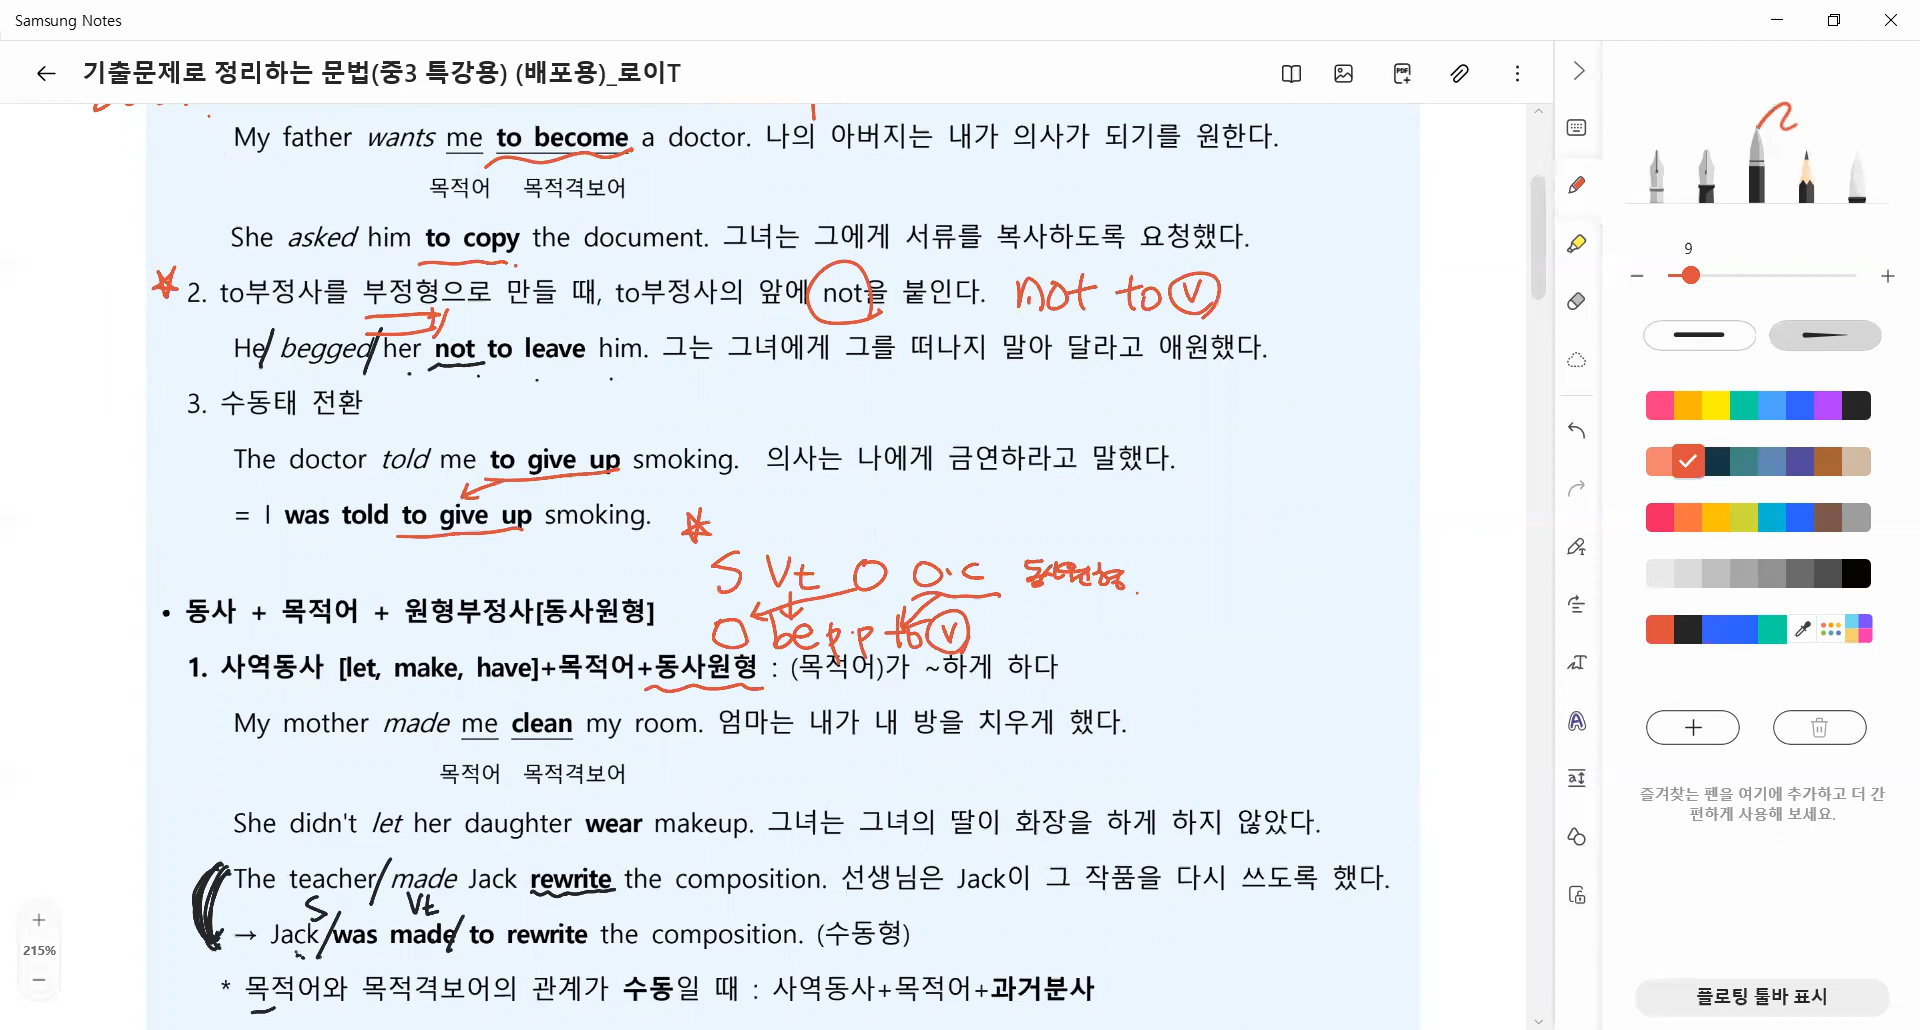 Samsung Notes
기출문제로 정리하는 문법(중3 특강용) (배포용)_로이T
My father wants me to become a doctor. 나의 아버지는 내가 의사가 되기를 원한다.
목적어 목적격보어
She asked him to copy the document. 그녀는 그에게 서류를 복사하도록 요청했다.
2. to부정사를 부정형으로 만들 때, to부정사의 앞에 not을 붙인다. not to V
He begged her not to leave him. 그는 그녀에게 그를 떠나지 말아 달라고 애원했다.
3. 수동태 전환
The doctor told me to give up smoking. 의사는 나에게 금연하라고 말했다.
= I was told to give up smoking.
S Vt O O.C 동사원형
O be p.p to V
• 동사 + 목적어 + 원형부정사[동사원형]
1. 사역동사 [let, make, have]+목적어+동사원형 : (목적어)가 ~하게 하다
My mother made me clean my room. 엄마는 내가 내 방을 치우게 했다.
목적어 목적격보어
She didn't let her daughter wear makeup. 그녀는 그녀의 딸이 화장을 하게 하지 않았다.
The teacher made Jack rewrite the composition. 선생님은 Jack이 그 작품을 다시 쓰도록 했다.
S Vt
→ Jack was made to rewrite the composition. (수동형)
* 목적어와 목적격보어의 관계가 수동일 때 : 사역동사+목적어+과거분사
215%
9
즐겨찾는 펜을 여기에 추가하고 더 간
편하게 사용해 보세요.
플로팅 툴바 표시